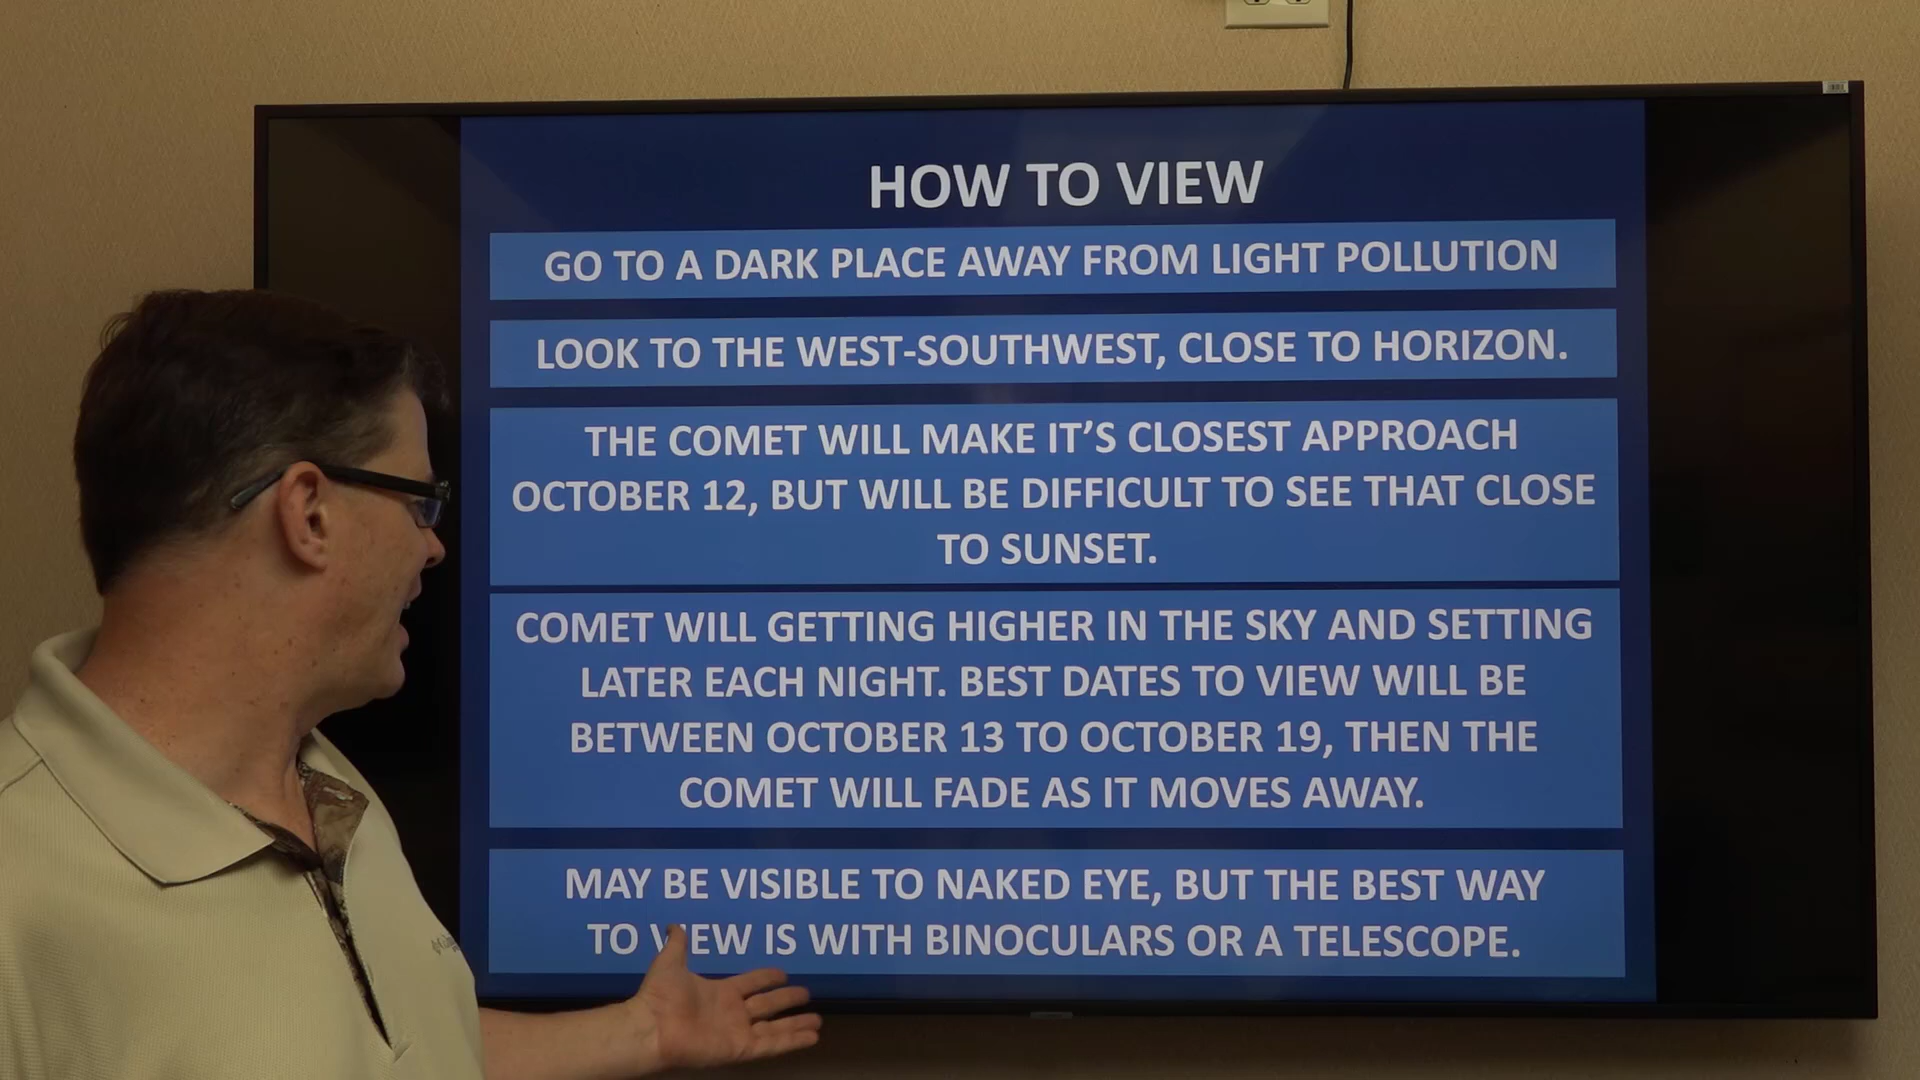 HOW TO VIEW
GO TO A DARK PLACE AWAY FROM LIGHT POLLUTION
LOOK TO THE WEST-SOUTHWEST, CLOSE TO HORIZON.
THE COMET WILL MAKE IT'S CLOSEST APPROACH
OCTOBER 12, BUT WILL BE DIFFICULT TO SEE THAT CLOSE
TO SUNSET.
COMET WILL GETTING HIGHER IN THE SKY AND SETTING
LATER EACH NIGHT. BEST DATES TO VIEW WILL BE
BETWEEN OCTOBER 13 TO OCTOBER 19, THEN THE
COMET WILL FADE AS IT MOVES AWAY.
MAY BE VISIBLE TO NAKED EYE, BUT THE BEST WAY
TO VIEW IS WITH BINOCULARS OR A TELESCOPE.